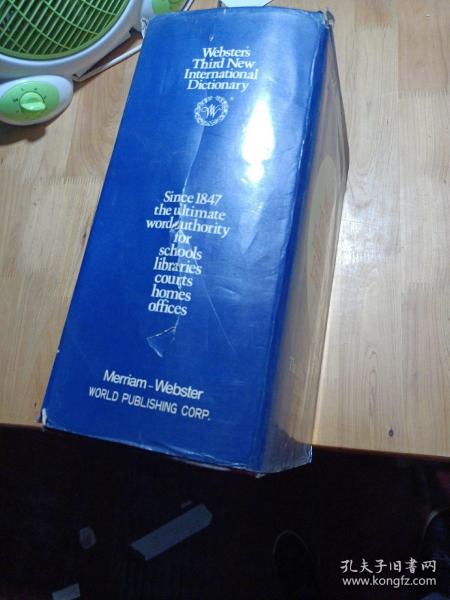 Webster's
Third New
International
Dictionary
Since 1847
the ultimate
word authority
for
schools
libraries
courts
homes
offices
Merriam-Webster
WORLD PUBLISHING CORP.
孔夫子旧书网
www.kongfz.com